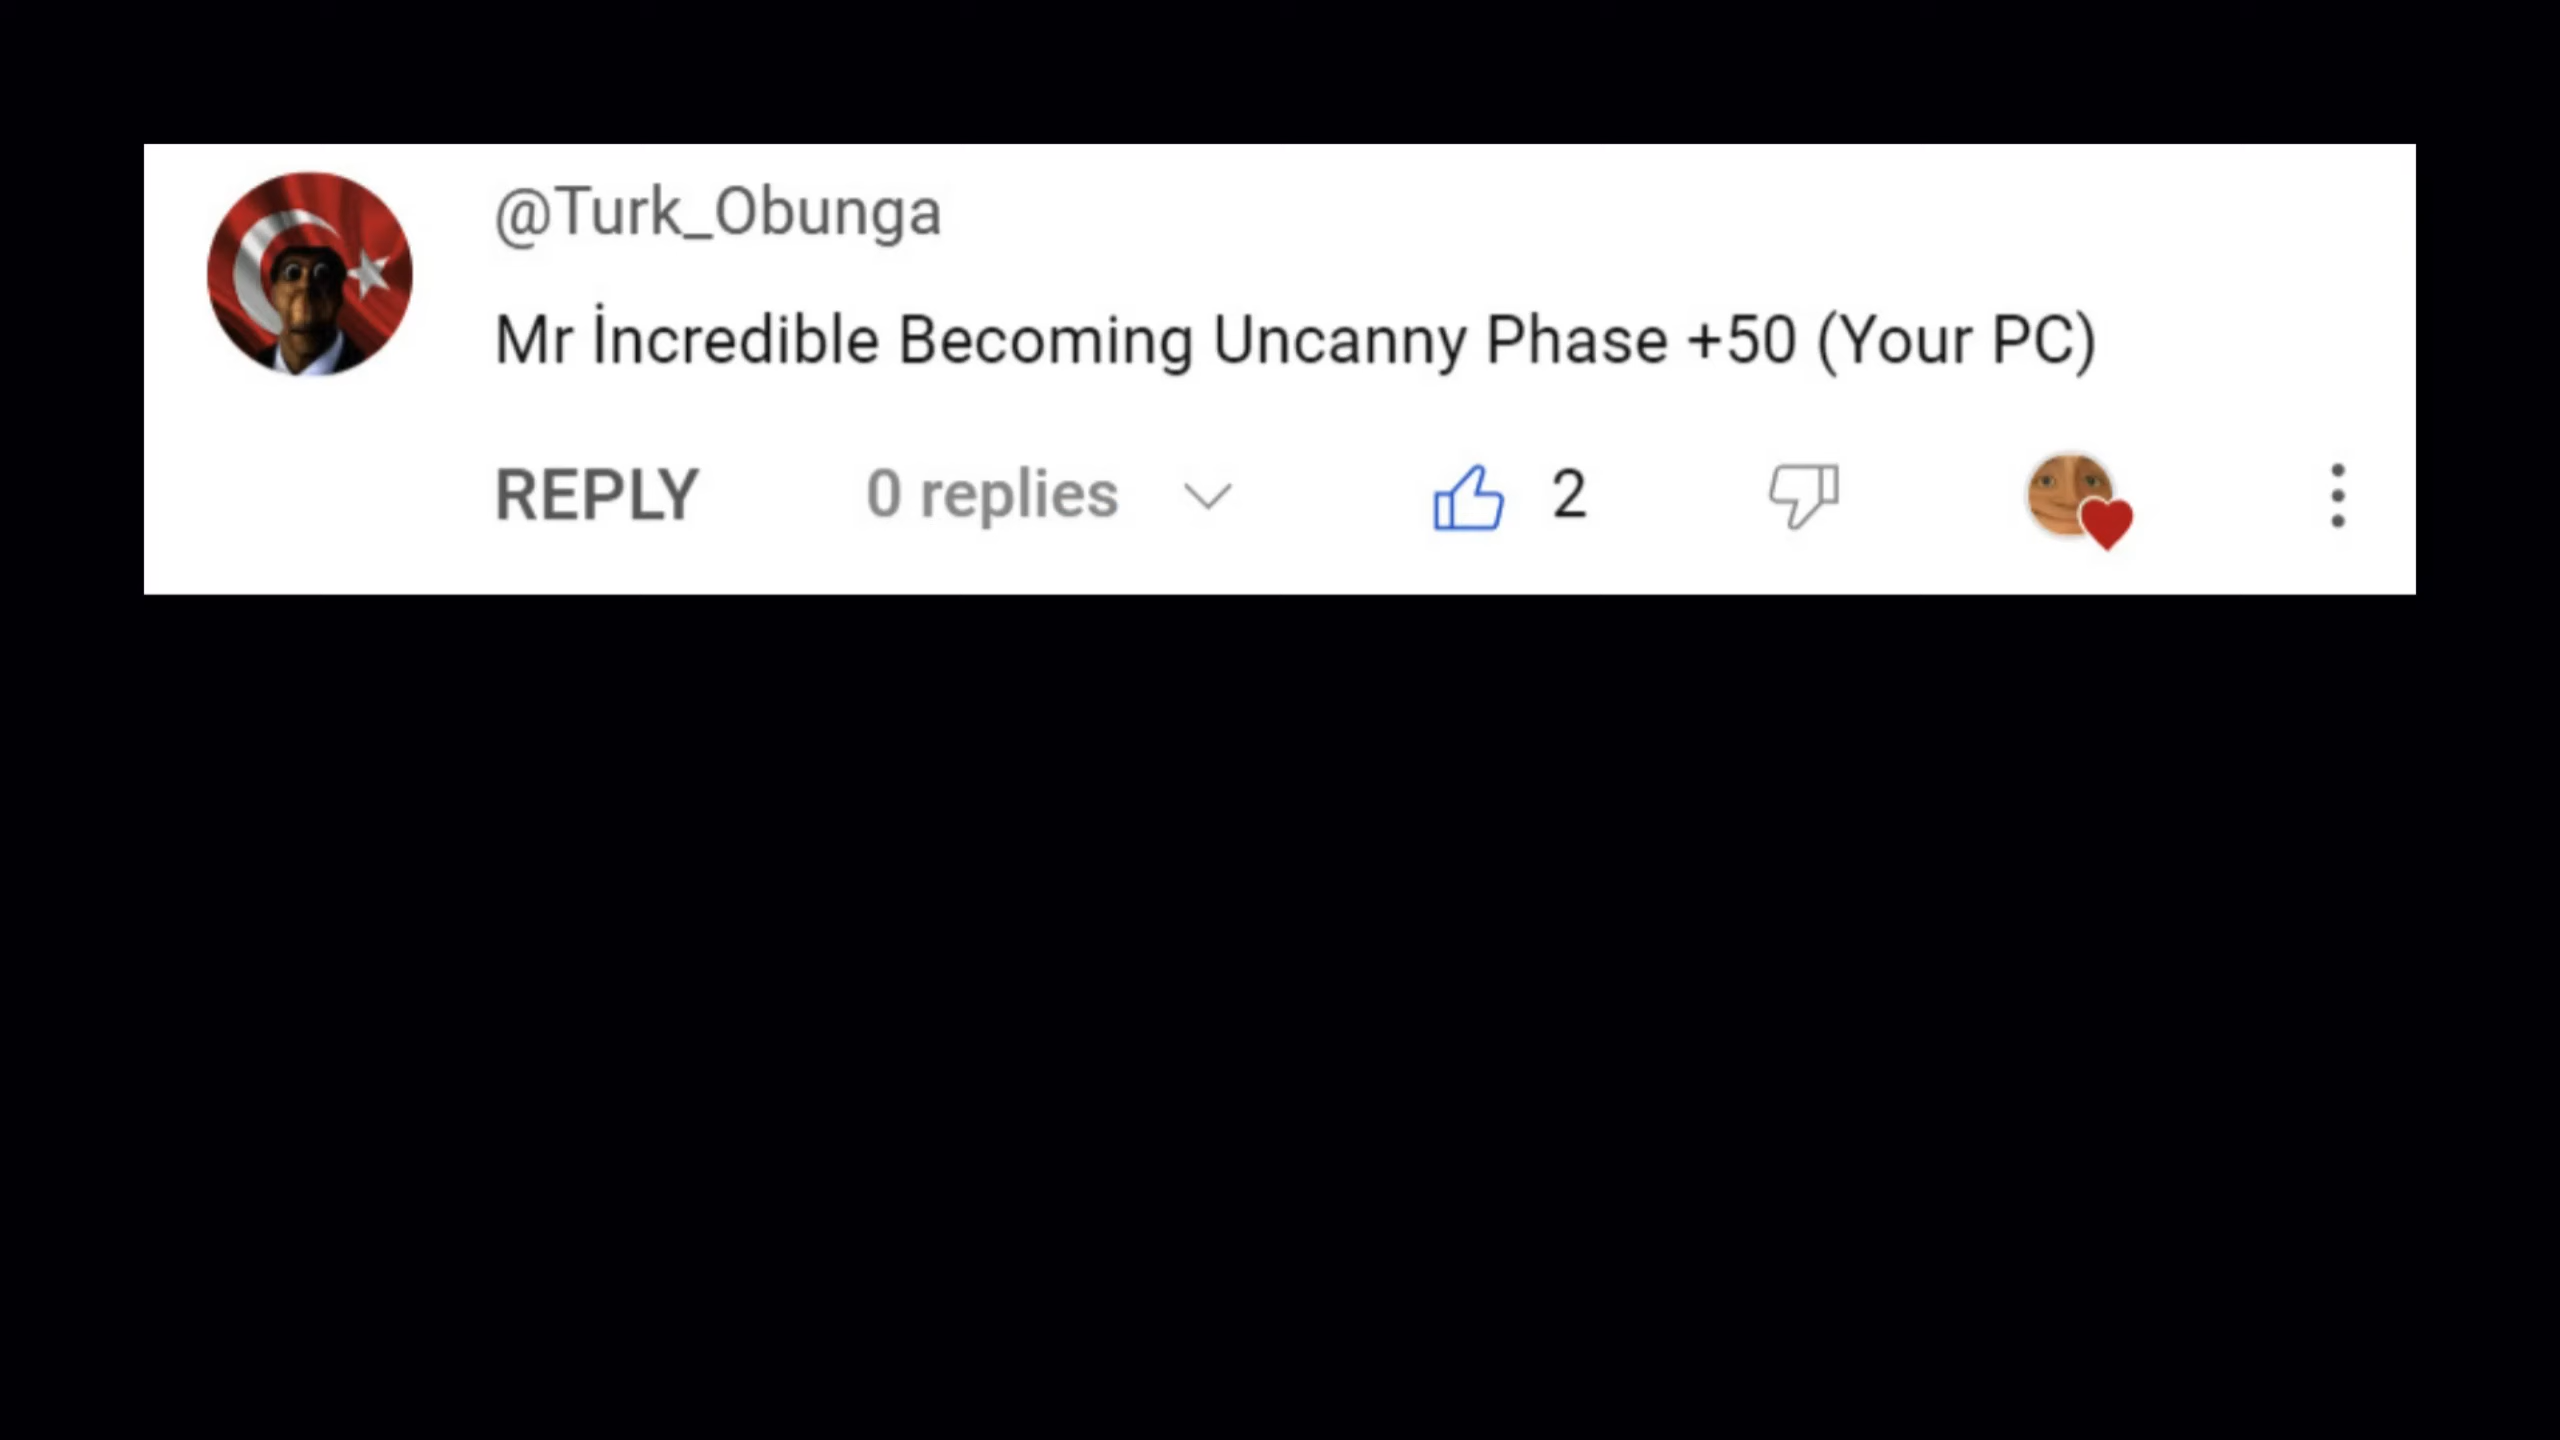 @Turk_Obunga
Mr İncredible Becoming Uncanny Phase +50 (Your PC)
REPLY 0 replies 2